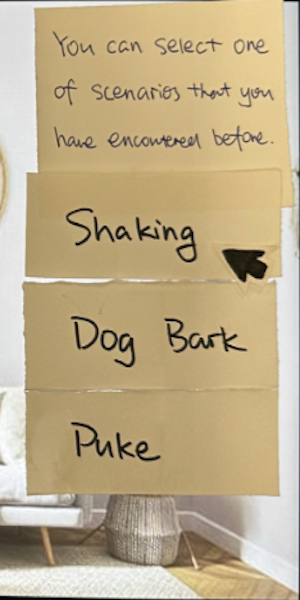 You can select one
of scenarios that you
have encountered before.
Shaking
Dog Bark
Puke